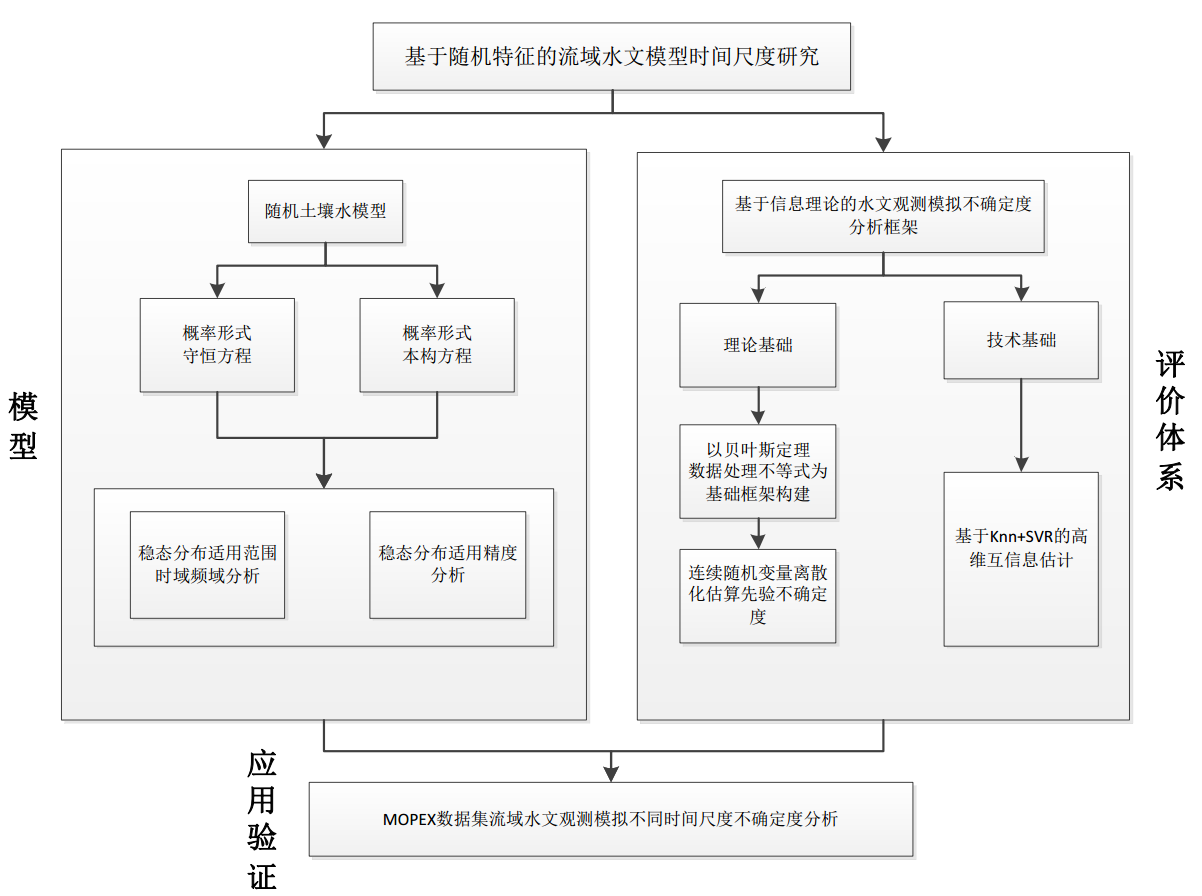 基于随机特征的流域水文模型时间尺度研究
随机土壤水模型
概率形式
守恒方程
概率形式
本构方程
稳态分布适用范围
时域频域分析
稳态分布适用精度
分析
模
型
基于信息理论的水文观测模拟不确定度
分析框架
理论基础
以贝叶斯定理
数据处理不等式为
基础框架构建
连续随机变量离散
化估算先验不确定
度
技术基础
基于Knn+SVR的高
维互信息估计
评
价
体
系
应
用
验
证
MOPEX数据集流域水文观测模拟不同时间尺度不确定度分析